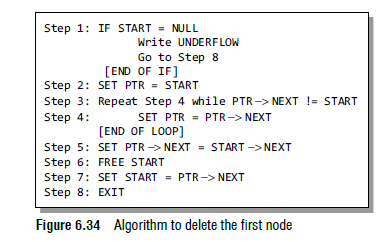 Step 1: IF START = NULL
Write UNDERFLOW
Go to Step 8
[END OF IF]
Step 2: SET PTR = START
Step 3: Repeat Step 4 while PTR -> NEXT != START
Step 4: SET PTR = PTR -> NEXT
[END OF LOOP]
Step 5: SET PTR -> NEXT = START -> NEXT
Step 6: FREE START
Step 7: SET START = PTR -> NEXT
Step 8: EXIT
Figure 6.34 Algorithm to delete the first node